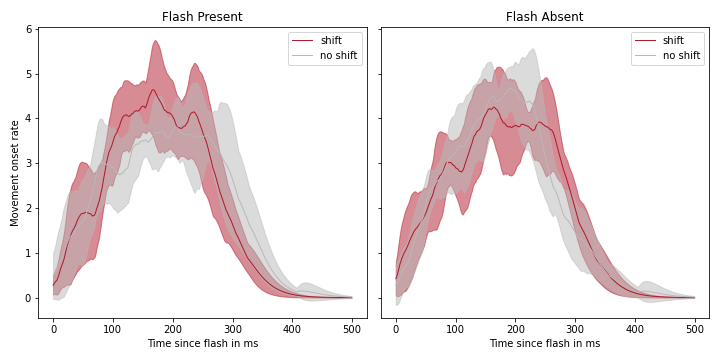 Flash Present
Flash Absent
shift
no shift
shift
no shift
Movement onset rate
6
5
4
3
2
1
0
0 100 200 300 400 500
0 100 200 300 400 500
Time since flash in ms
Time since flash in ms